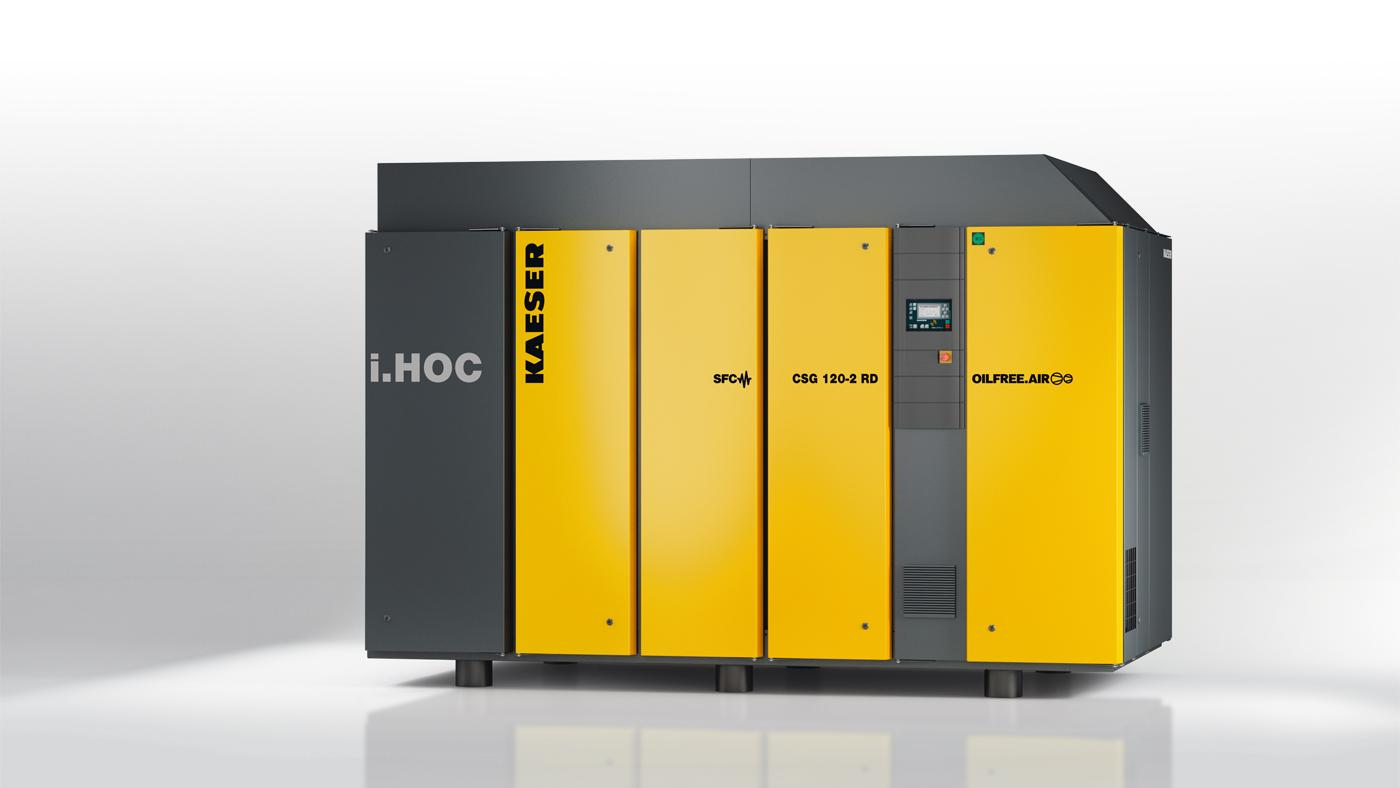 i.HOC
KAESER
SFC
CSG 120-2 RD
OILFREE.AIR